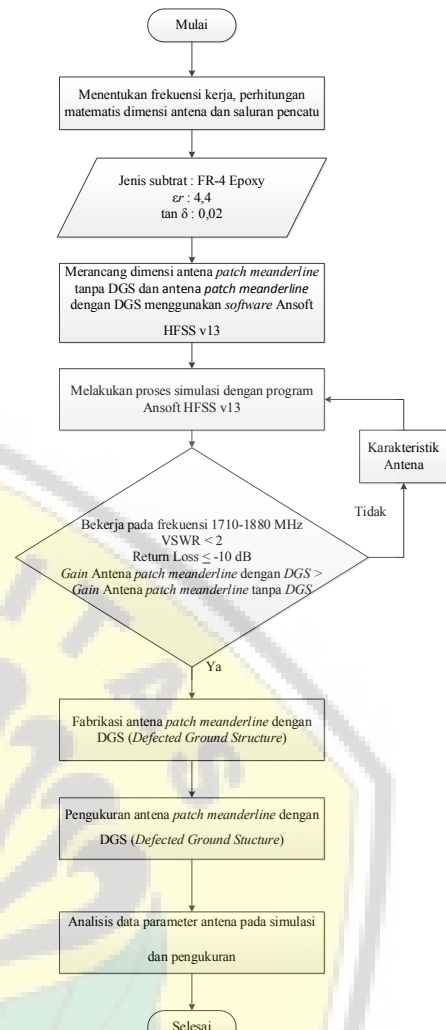 Mulai
Menentukan frekuensi kerja, perhitungan
matematis dimensi antena dan saluran pencatu
Jenis subtrat : FR-4 Epoxy
εr : 4,4
tan δ : 0,02
Merancang dimensi antena patch meanderline
tanpa DGS dan antena patch meanderline
dengan DGS menggunakan software Ansoft
HFSS v13
Melakukan proses simulasi dengan program
Ansoft HFSS v13
Karakteristik
Antena
Tidak
Bekerja pada frekuensi 1710-1880 MHz
VSWR < 2
Return Loss ≤ -10 dB
Gain Antena patch meanderline dengan DGS >
Gain Antena patch meanderline tanpa DGS
Ya
Fabrikasi antena patch meanderline dengan
DGS (Defected Ground Structure)
Pengukuran antena patch meanderline dengan
DGS (Defected Ground Stucture)
Analisis data parameter antena pada simulasi
dan pengukuran
Selesai
ITAS